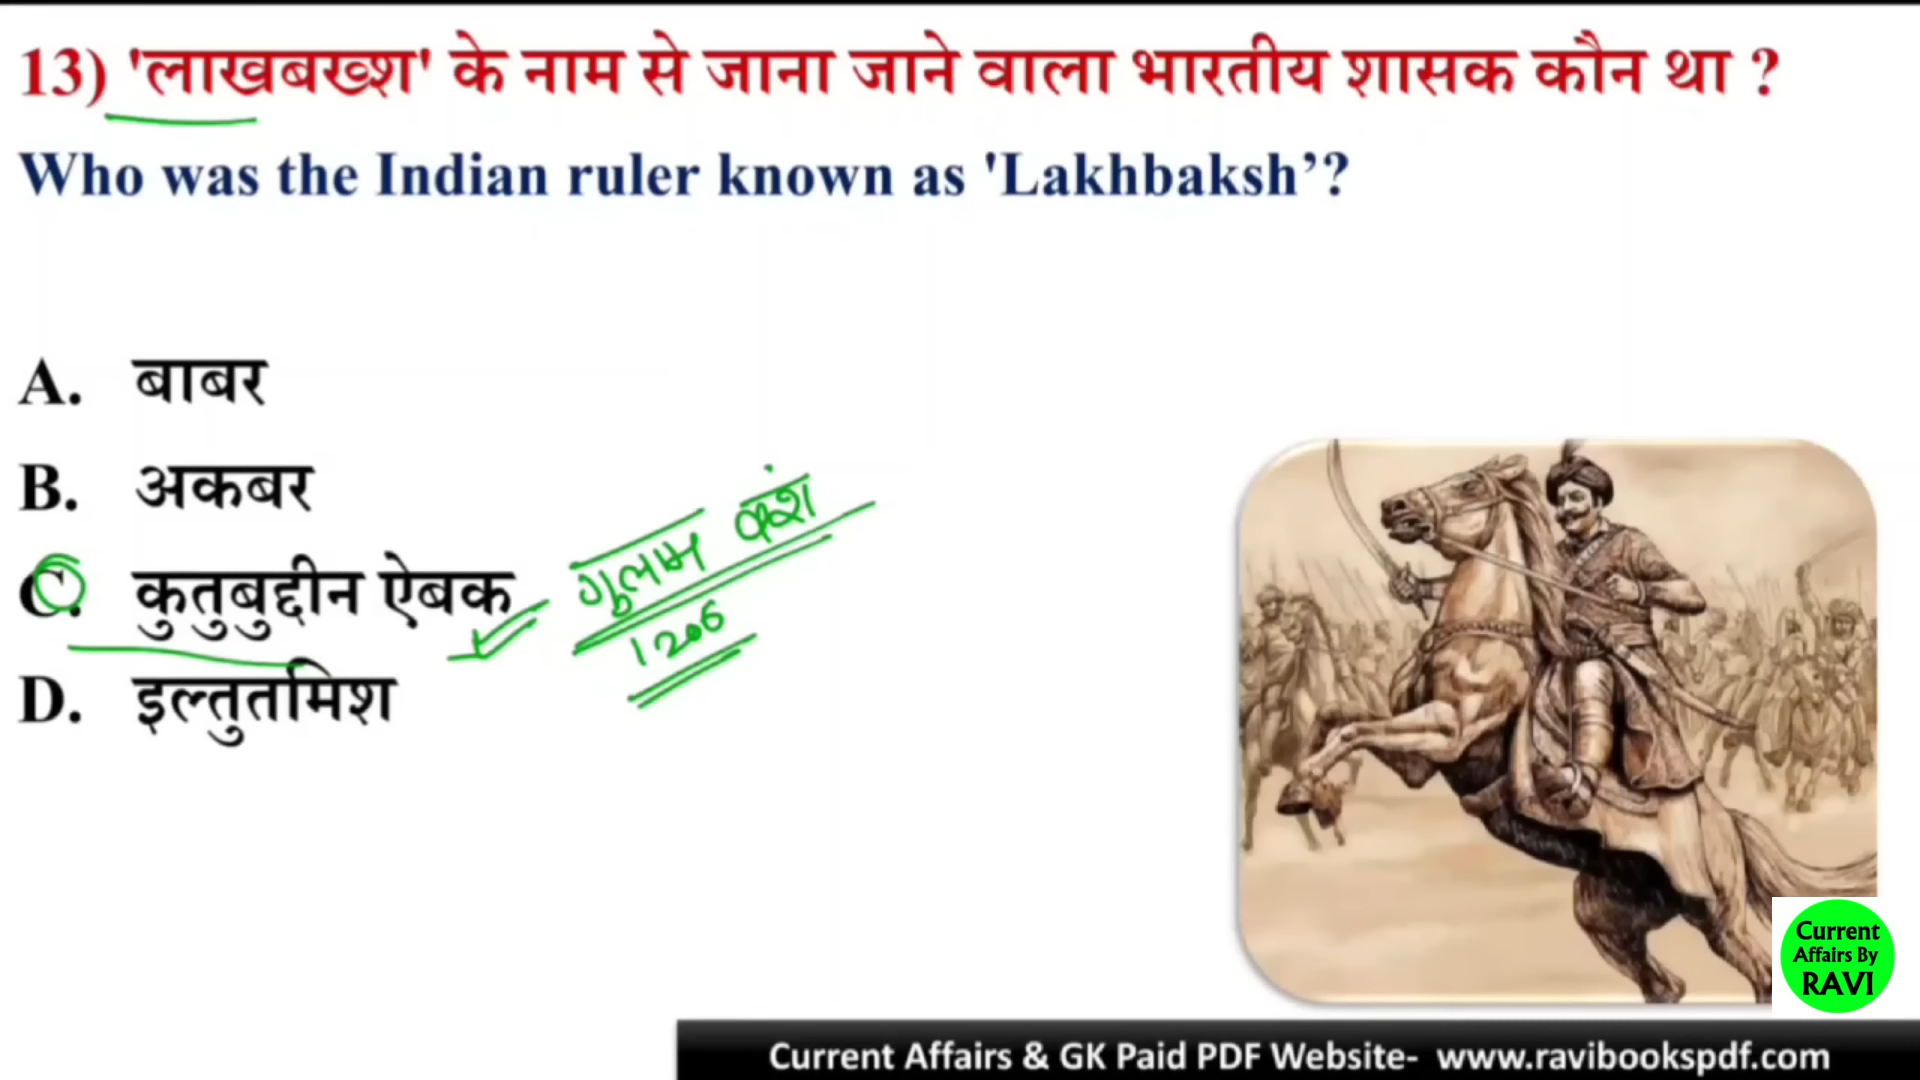 13) 'लाखबख्श' के नाम से जाना जाने वाला भारतीय शासक कौन था ?
Who was the Indian ruler known as 'Lakhbaksh’?
A. बाबर
B. अकबर
C. कुतुबुद्दीन ऐबक
D. इल्तुतमिश
गुलाम वंश
1206
Current
Affairs By
RAVI
Current Affairs & GK Paid PDF Website- www.ravibookspdf.com